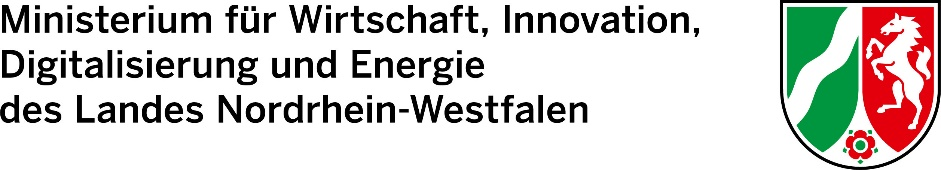 Ministerium für Wirtschaft, Innovation,
Digitalisierung und Energie
des Landes Nordrhein-Westfalen